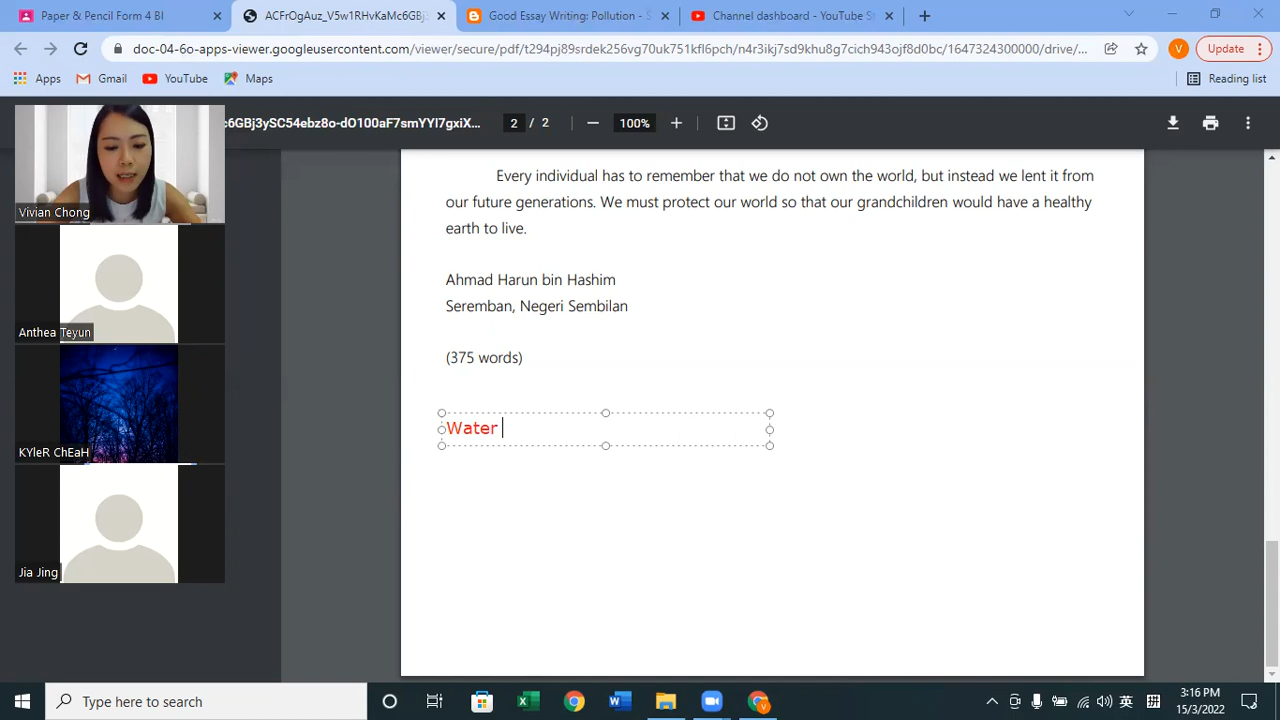 Paper & Pencil Form 4 BI
ACFrOgAuz_V5w1RHvKaMc6GBj
Good Essay Writing: Pollution - S
Channel dashboard - YouTube St
doc-04-6o-apps-viewer.googleusercontent.com/viewer/secure/pdf/t294pj89srdek256vg70uk751kfl6pch/n4r3ikj7sd9khu8g7cich943ojf8d0bc/1647324300000/drive/...
V
Update
Apps
Gmail
YouTube
Maps
Reading list
c6GBj3ySC54ebz8o-dO100aF7smYYI7gxiX...
2 / 2
100%
Every individual has to remember that we do not own the world, but instead we lent it from
our future generations. We must protect our world so that our grandchildren would have a healthy
earth to live.
Ahmad Harun bin Hashim
Seremban, Negeri Sembilan
(375 words)
Water
Vivian Chong
Anthea Teyun
KYleR ChEaH
Jia Jing
Type here to search
英
3:16 PM
15/3/2022